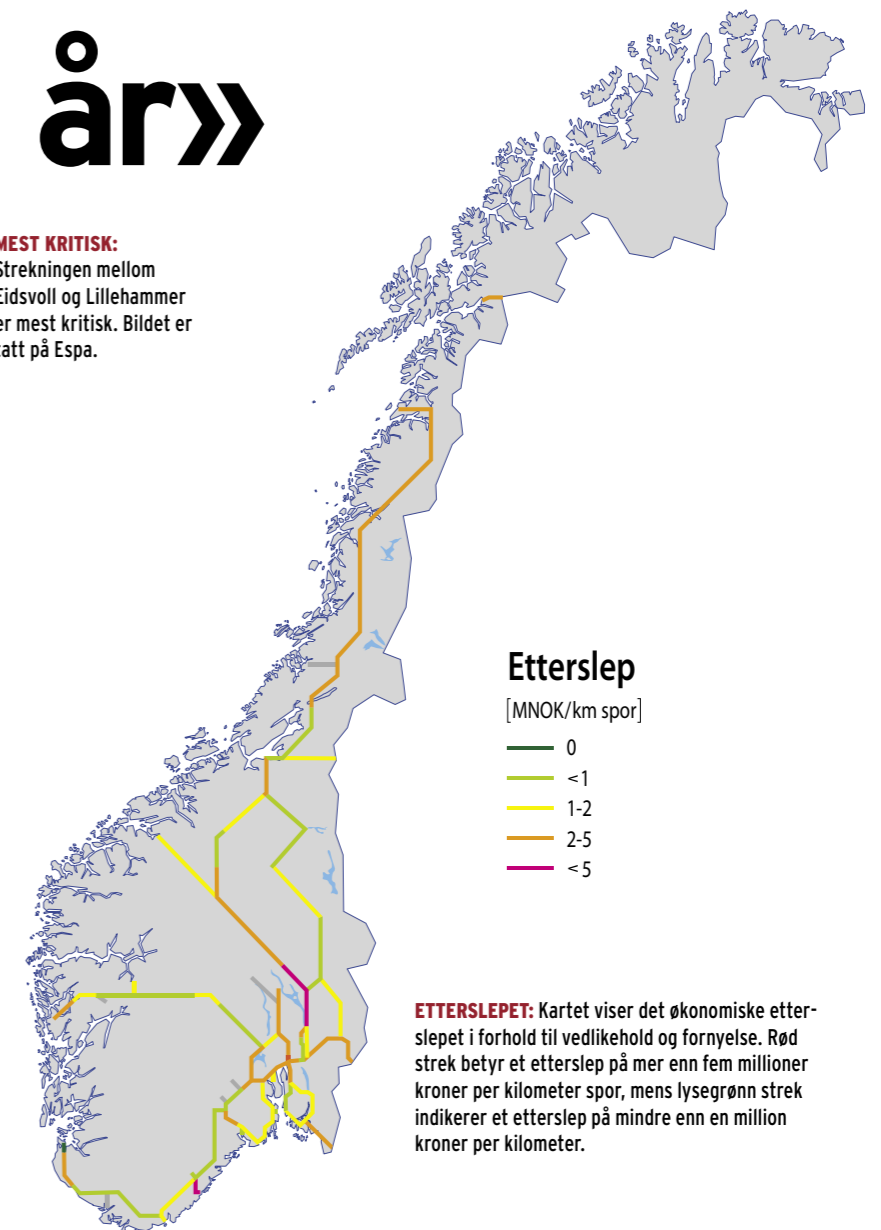 år»
MEST KRITISK:
Strekningen mellom
Eidsvoll og Lillehammer
er mest kritisk. Bildet er
tatt på Espa.
Etterslep
[MNOK/km spor]
0
<1
1-2
2-5
<5
ETTERSLEPET: Kartet viser det økonomiske etter-
slepet i forhold til vedlikehold og fornyelse. Rød
strek betyr et etterslep på mer enn fem millioner
kroner per kilometer spor, mens lysegrønn strek
indikerer et etterslep på mindre enn en million
kroner per kilometer.